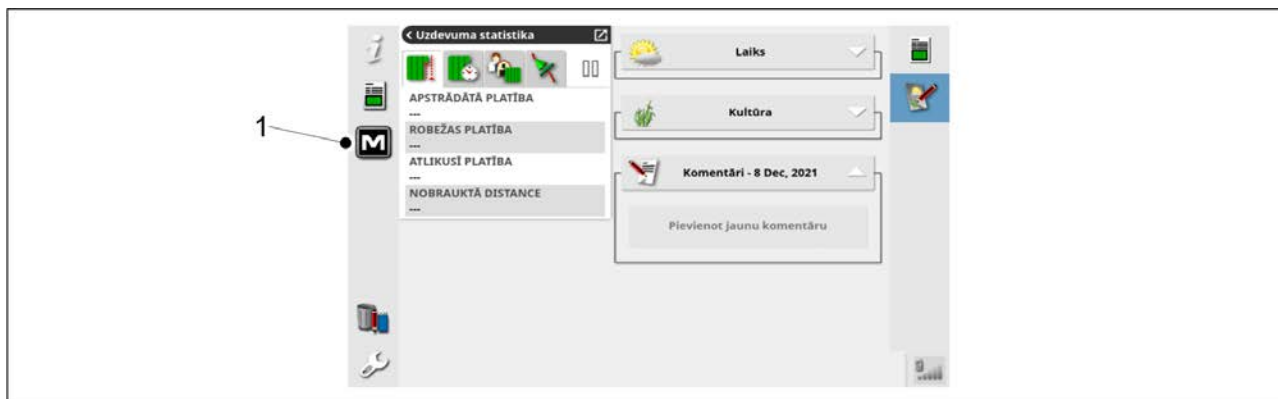 1
M
i
< Uzdevuma statistika
APSTRĀDĀTĀ PLATĪBA
---
ROBEŽAS PLATĪBA
---
ATLIKUSĪ PLATĪBA
---
NOBRAUKTĀ DISTANCE
---
Laiks
Kultūra
Komentāri - 8 Dec, 2021
Pievienot jaunu komentāru